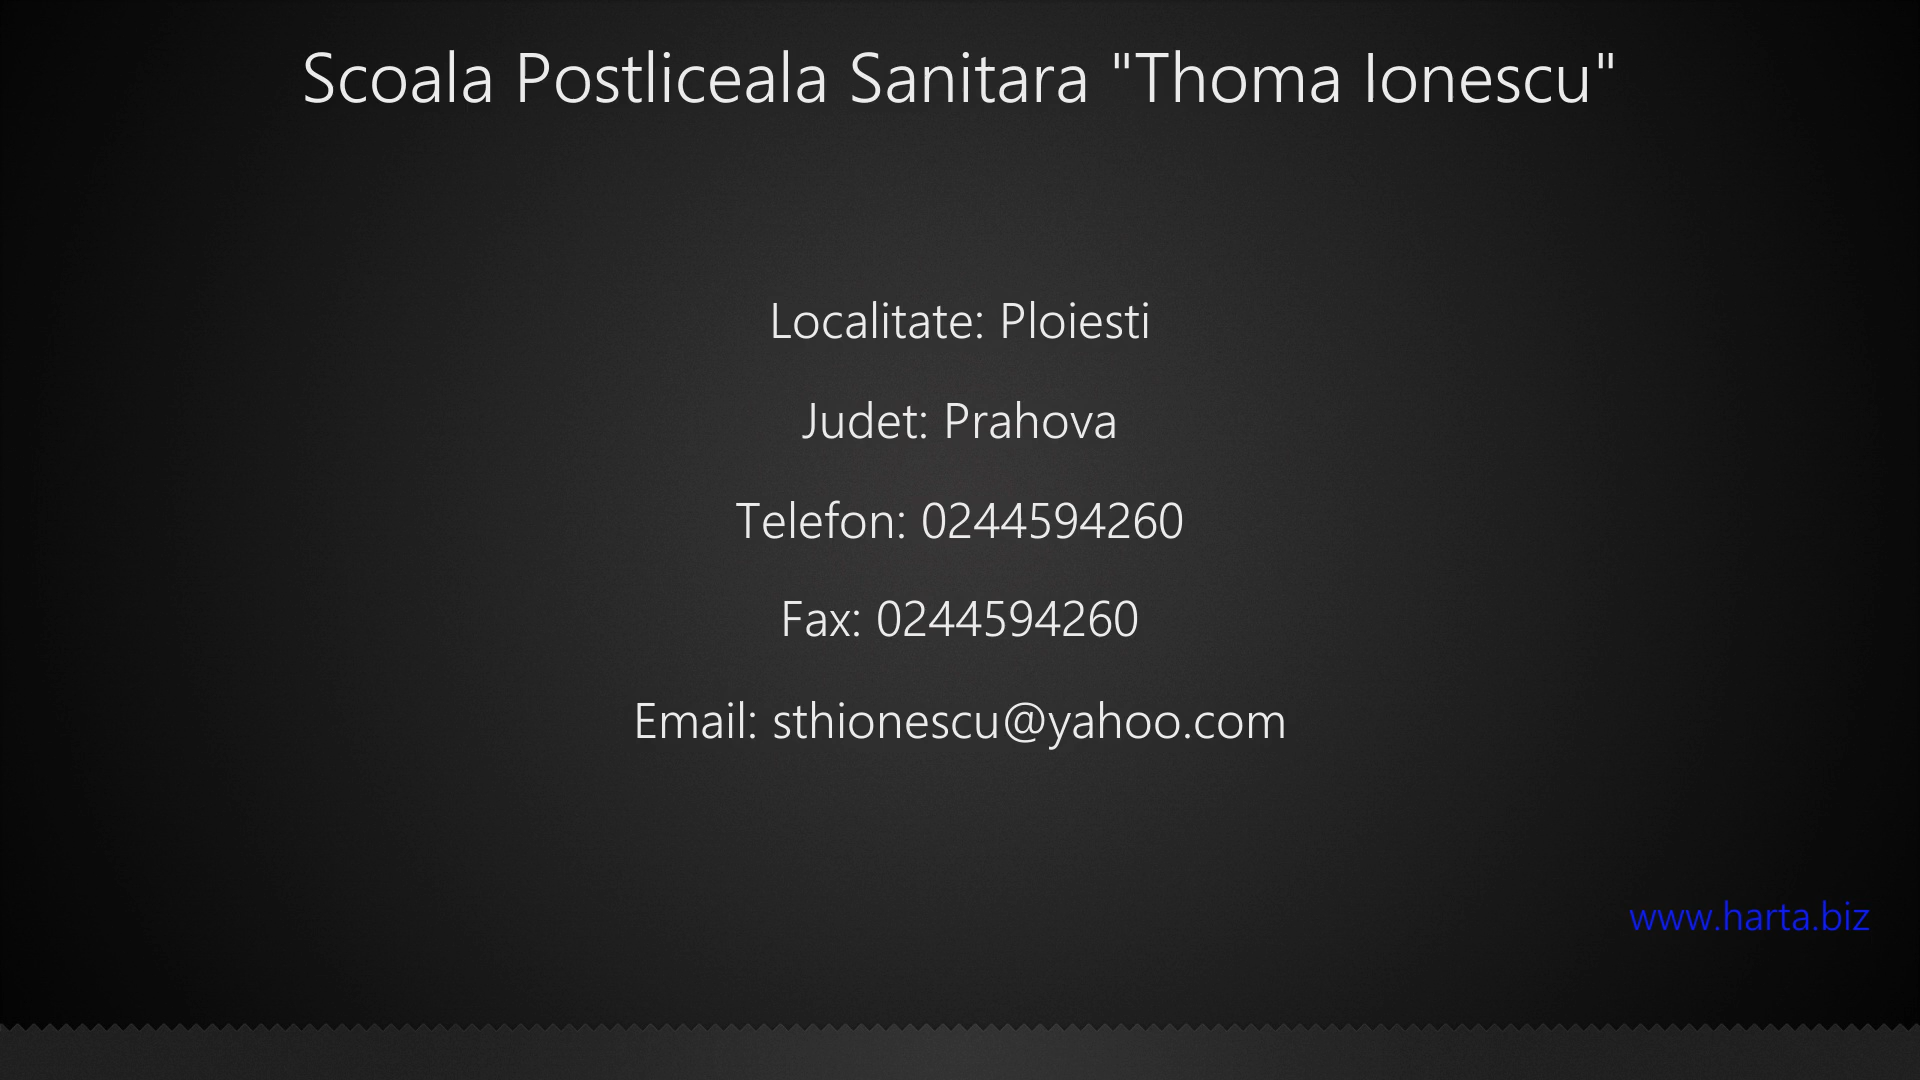 Scoala Postliceala Sanitara "Thoma Ionescu"
Localitate: Ploiesti
Judet: Prahova
Telefon: 0244594260
Fax: 0244594260
Email: sthionescu@yahoo.com
www.harta.biz